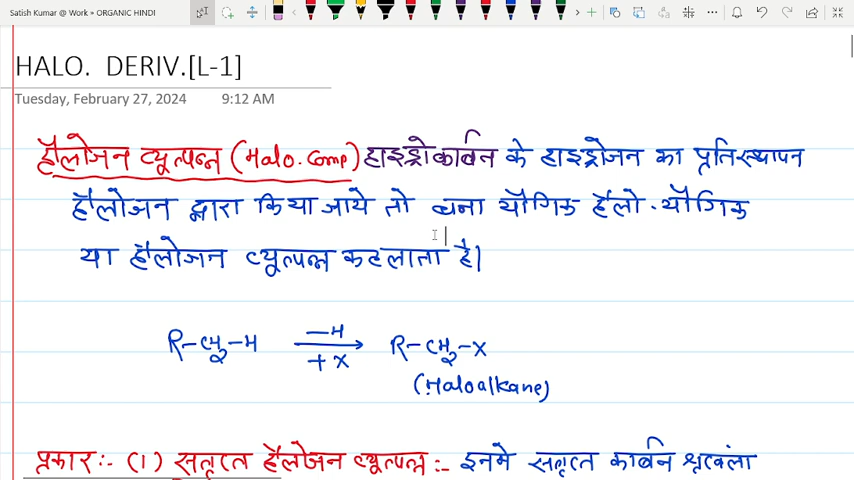 Satish Kumar @ Work » ORGANIC HINDI
HALO. DERIV.[L-1]
Tuesday, February 27, 2024 9:12 AM
हैलोजन व्यूत्पन्न (Halo. Comp) हाइड्रोकार्बन के हाइड्रोजन का प्रतिस्थापन
हैलोजन द्वारा किया जाये तो बना यौगिक हैलो. यौगिक
या हैलोजन व्यूत्पन्न कहलाता है।
R-CH2-H —H R-CH2-X
+ X
(Haloalkane)
प्रकार:- (1) सतृप्त हैलोजन व्यूत्पन्न:- इनमे सतृप्त कार्बन श्रृखंला